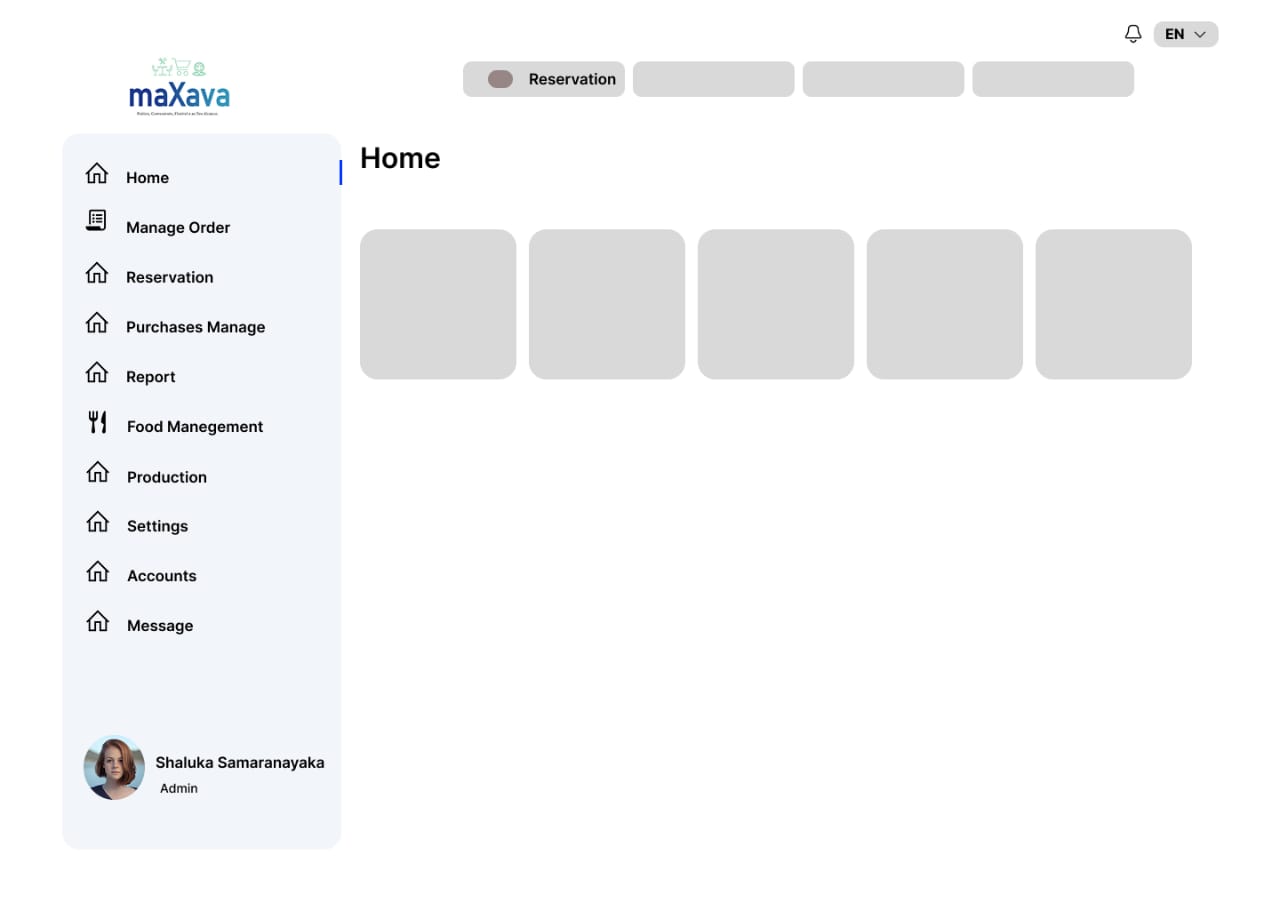 EN
maXava
Reservation
Home
Home
Manage Order
Reservation
Purchases Manage
Report
Food Manegement
Production
Settings
Accounts
Message
Shaluka Samaranayaka
Admin